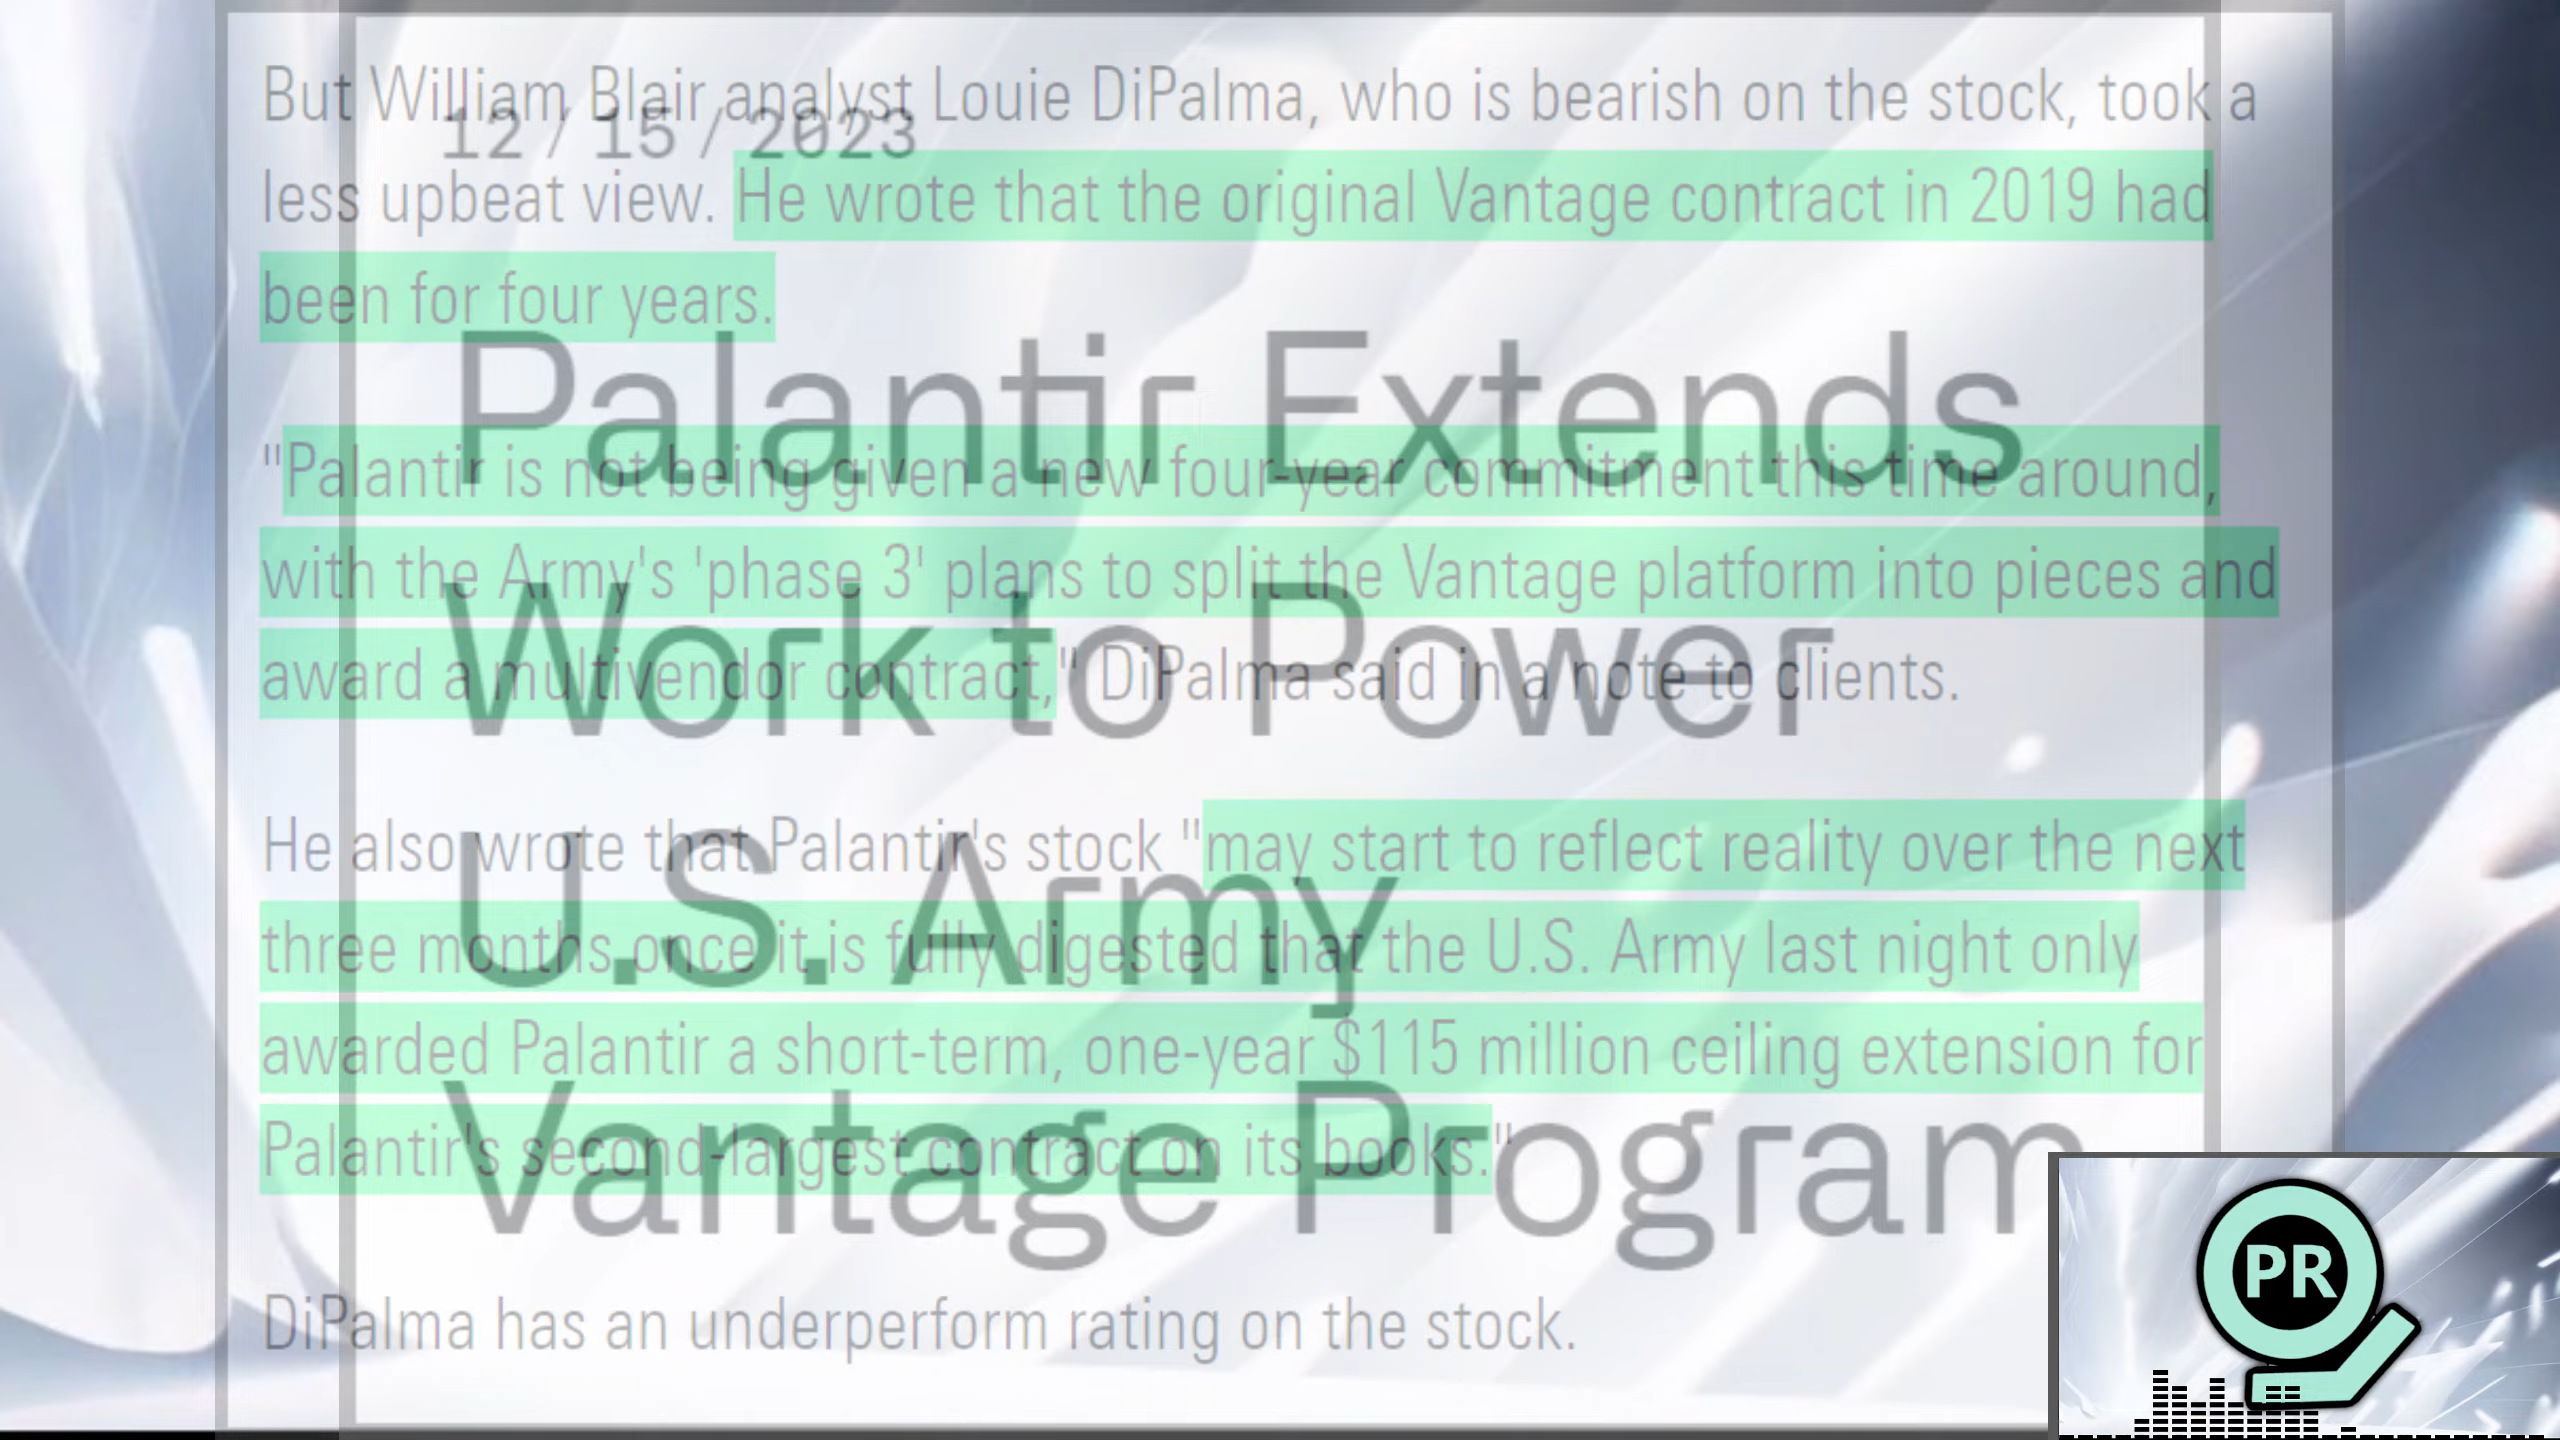 But William Blair analyst Louie DiPalma, who is bearish on the stock, took a
less upbeat view. He wrote that the original Vantage contract in 2019 had
been for four years.
"Palantir is not being given a new four-year commitment this time around,
with the Army's 'phase 3' plans to split the Vantage platform into pieces and
award a multivendor contract," DiPalma said in a note to clients.
He also wrote that Palantir's stock "may start to reflect reality over the next
three months once it is fully digested that the U.S. Army last night only
awarded Palantir a short-term, one-year $115 million ceiling extension for
Palantir's second-largest contract on its books."
DiPalma has an underperform rating on the stock.
12 / 15 / 2023
Palantir Extends
Work to Power
U.S. Army
Vantage Program
PR